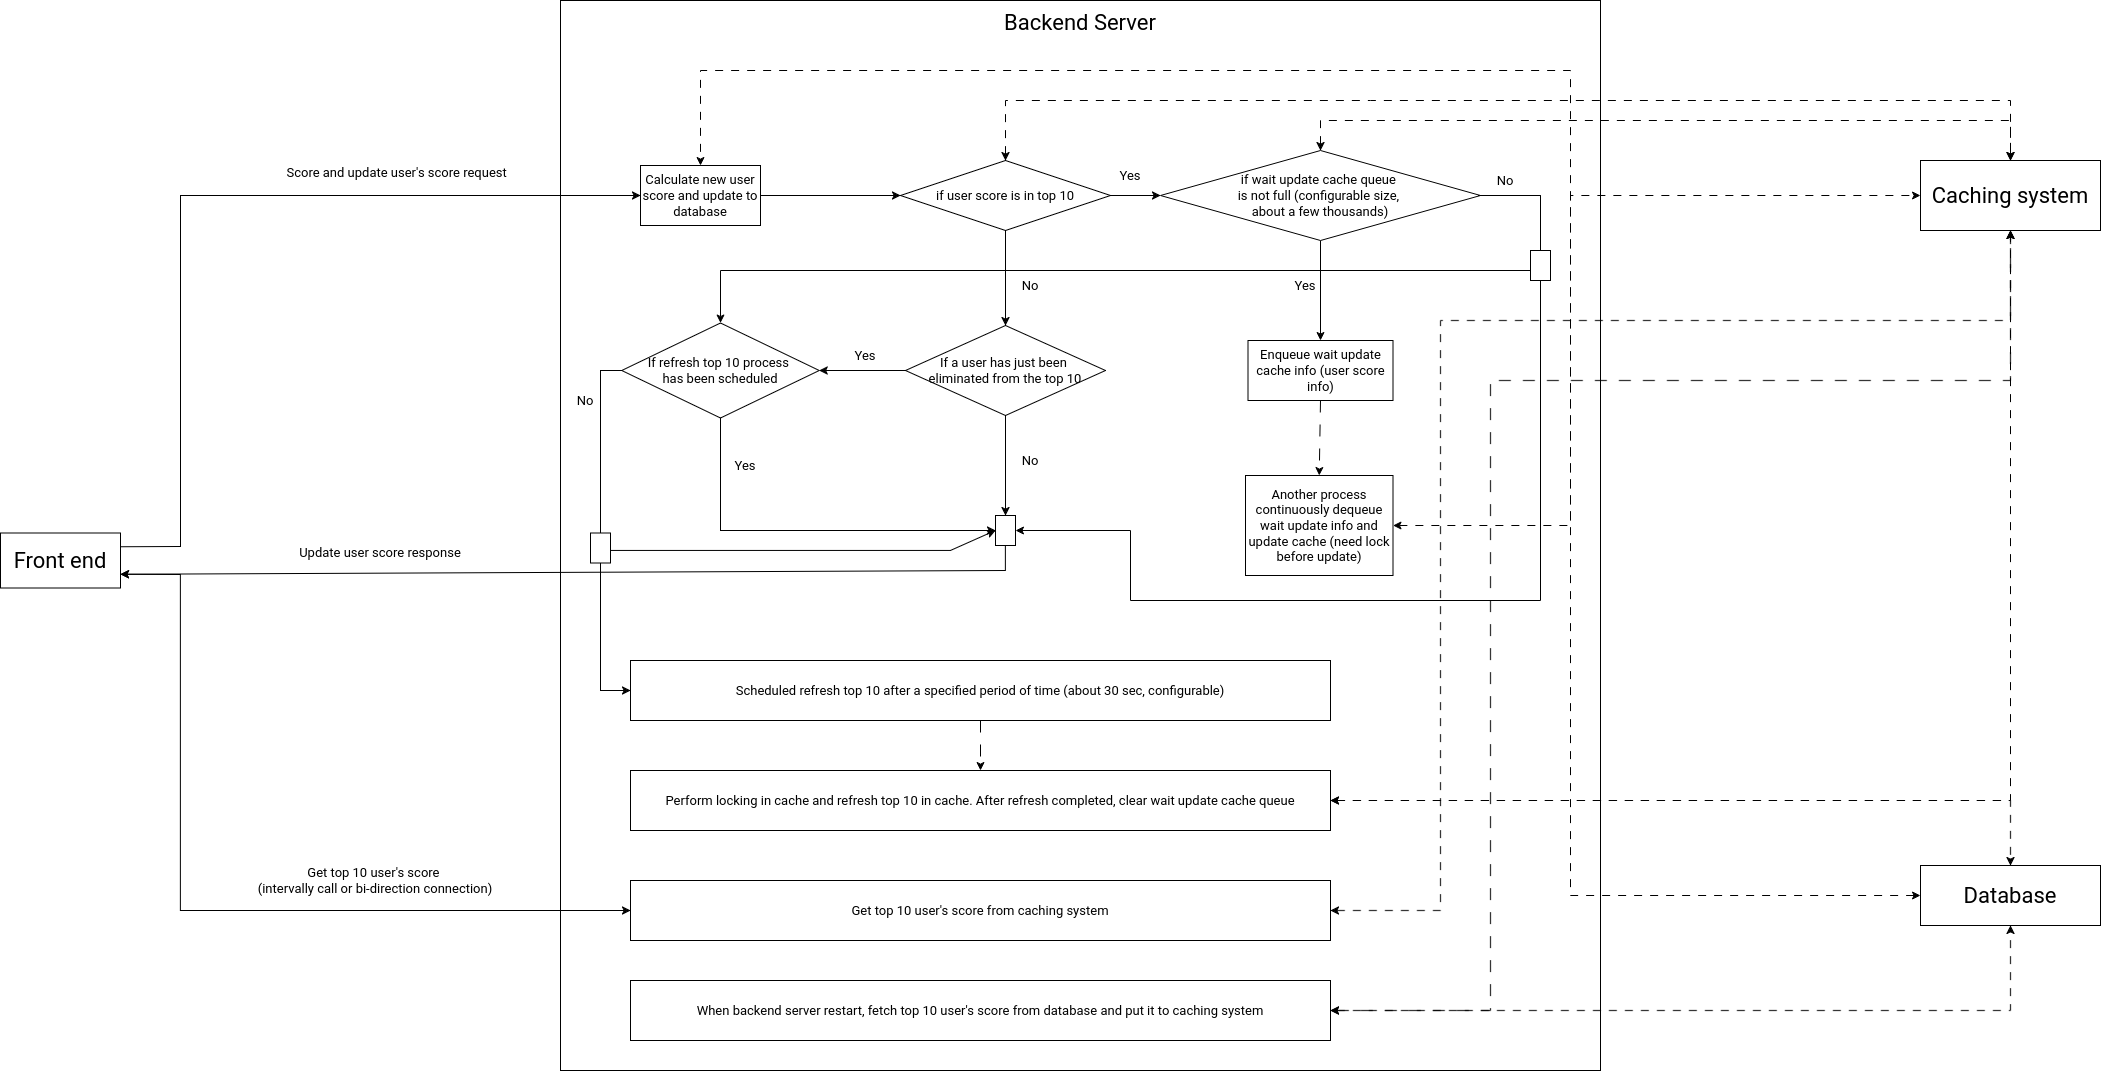 Backend Server
Score and update user's score request
Calculate new user
score and update to
database
if user score is in top 10
Yes
if wait update cache queue
is not full (configurable size,
about a few thousands)
No
Caching system
No
Yes
If refresh top 10 process
has been scheduled
Yes
If a user has just been
eliminated from the top 10
Enqueue wait update
cache info (user score
info)
No
Yes
No
Another process
continuously dequeue
wait update info and
update cache (need lock
before update)
Front end
Update user score response
Scheduled refresh top 10 after a specified period of time (about 30 sec, configurable)
Perform locking in cache and refresh top 10 in cache. After refresh completed, clear wait update cache queue
Get top 10 user's score
(intervally call or bi-direction connection)
Get top 10 user's score from caching system
Database
When backend server restart, fetch top 10 user's score from database and put it to caching system